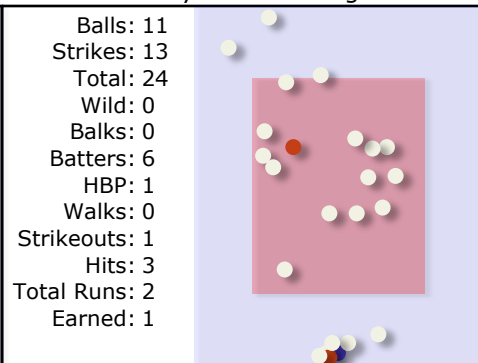 Balls: 11
Strikes: 13
Total: 24
Wild: 0
Balks: 0
Batters: 6
HBP: 1
Walks: 0
Strikeouts: 1
Hits: 3
Total Runs: 2
Earned: 1